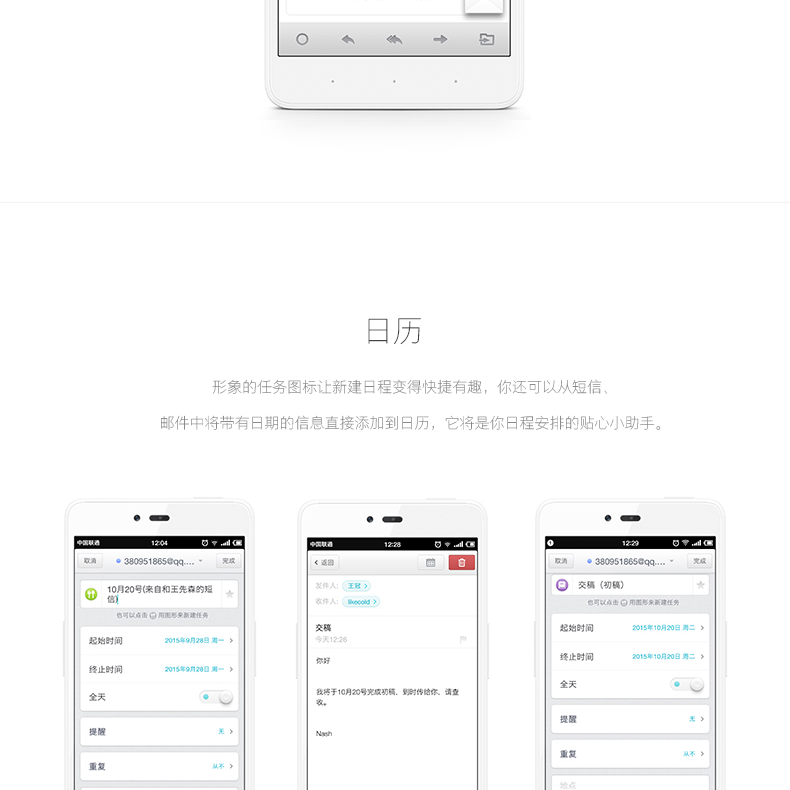 日历
形象的任务图标让新建日程变得快捷有趣，你还可以从短信、
邮件中将带有日期的信息直接添加到日历，它将是你日程安排的贴心小助手。
中国联通 12:04
取消 380951865@qq.... 完成
10月20号(来自和王先森的短
信)
也可以点击 用图形来新建任务
起始时间 2015年9月28日 周一
终止时间 2015年9月28日 周一
全天
提醒 无
重复 从不
中国联通 12:28
返回
发件人: 王冠
收件人: likecold
交稿
今天12:26
你好
我将于10月20号完成初稿、到时传给你、请查
收。
Nash
12:29
取消 380951865@qq.... 完成
交稿（初稿）
也可以点击 用图形来新建任务
起始时间 2015年10月20日 周二
终止时间 2015年10月20日 周二
全天
提醒 无
重复 从不
地点